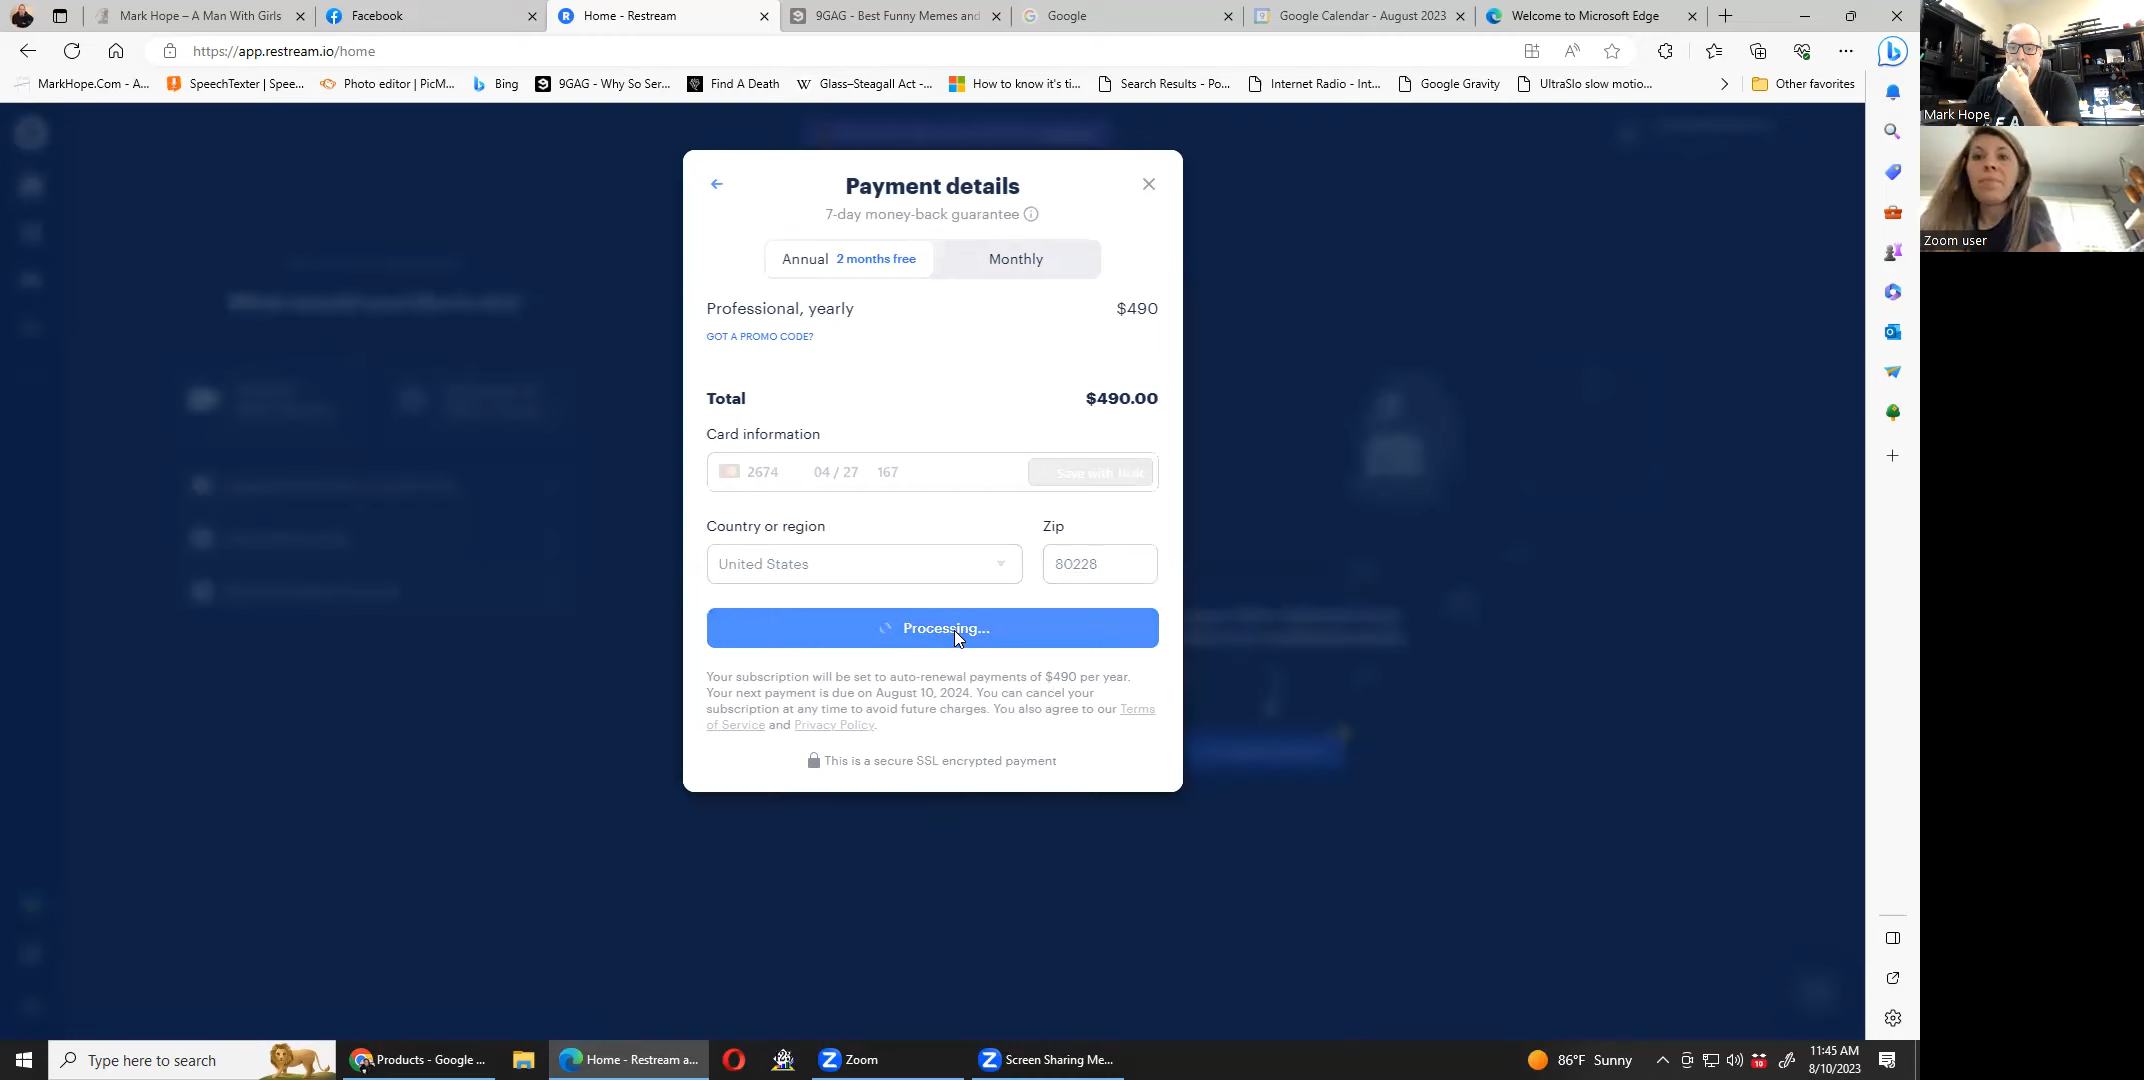 Mark Hope – A Man With Girls
Facebook
Home - Restream
9GAG - Best Funny Memes and
Google
Google Calendar - August 2023
Welcome to Microsoft Edge
https://app.restream.io/home
MarkHope.Com - A...
SpeechTexter | Spee...
Photo editor | PicM...
Bing
9GAG - Why So Ser...
Find A Death
Glass–Steagall Act -...
How to know it's ti...
Search Results - Po...
Internet Radio - Int...
Google Gravity
UltraSlo slow motio...
Other favorites
Mark Hope
Zoom user
Payment details
7-day money-back guarantee
Annual 2 months free
Monthly
Professional, yearly $490
GOT A PROMO CODE?
Total $490.00
Card information
2674 04 / 27 167
Save with link
Country or region Zip
United States 80228
Processing...
Your subscription will be set to auto-renewal payments of $490 per year.
Your next payment is due on August 10, 2024. You can cancel your
subscription at any time to avoid future charges. You also agree to our Terms
of Service and Privacy Policy.
This is a secure SSL encrypted payment
Type here to search
Products - Google ...
Home - Restream a...
Zoom
Screen Sharing Me...
86°F Sunny
10
11:45 AM
8/10/2023